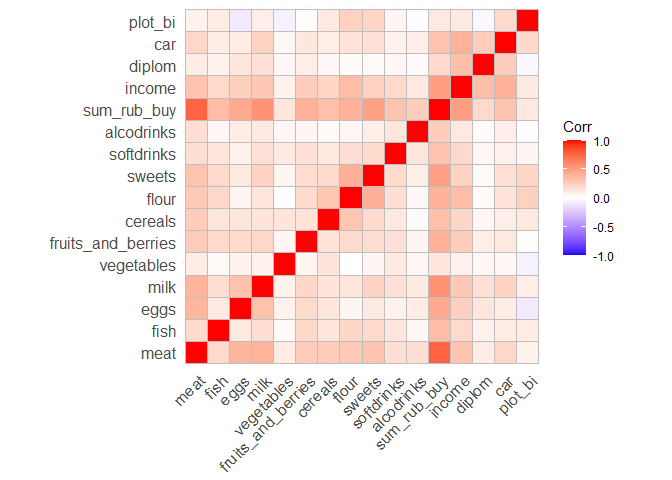 plot_bi
car
diplom
income
sum_rub_buy
alcodrinks
softdrinks
sweets
flour
cereals
fruits_and_berries
vegetables
milk
eggs
fish
meat
meat
fish
eggs
milk
vegetables
fruits_and_berries
cereals
flour
sweets
softdrinks
alcodrinks
sum_rub_buy
income
diplom
car
plot_bi
Corr
1.0
0.5
0.0
-0.5
-1.0